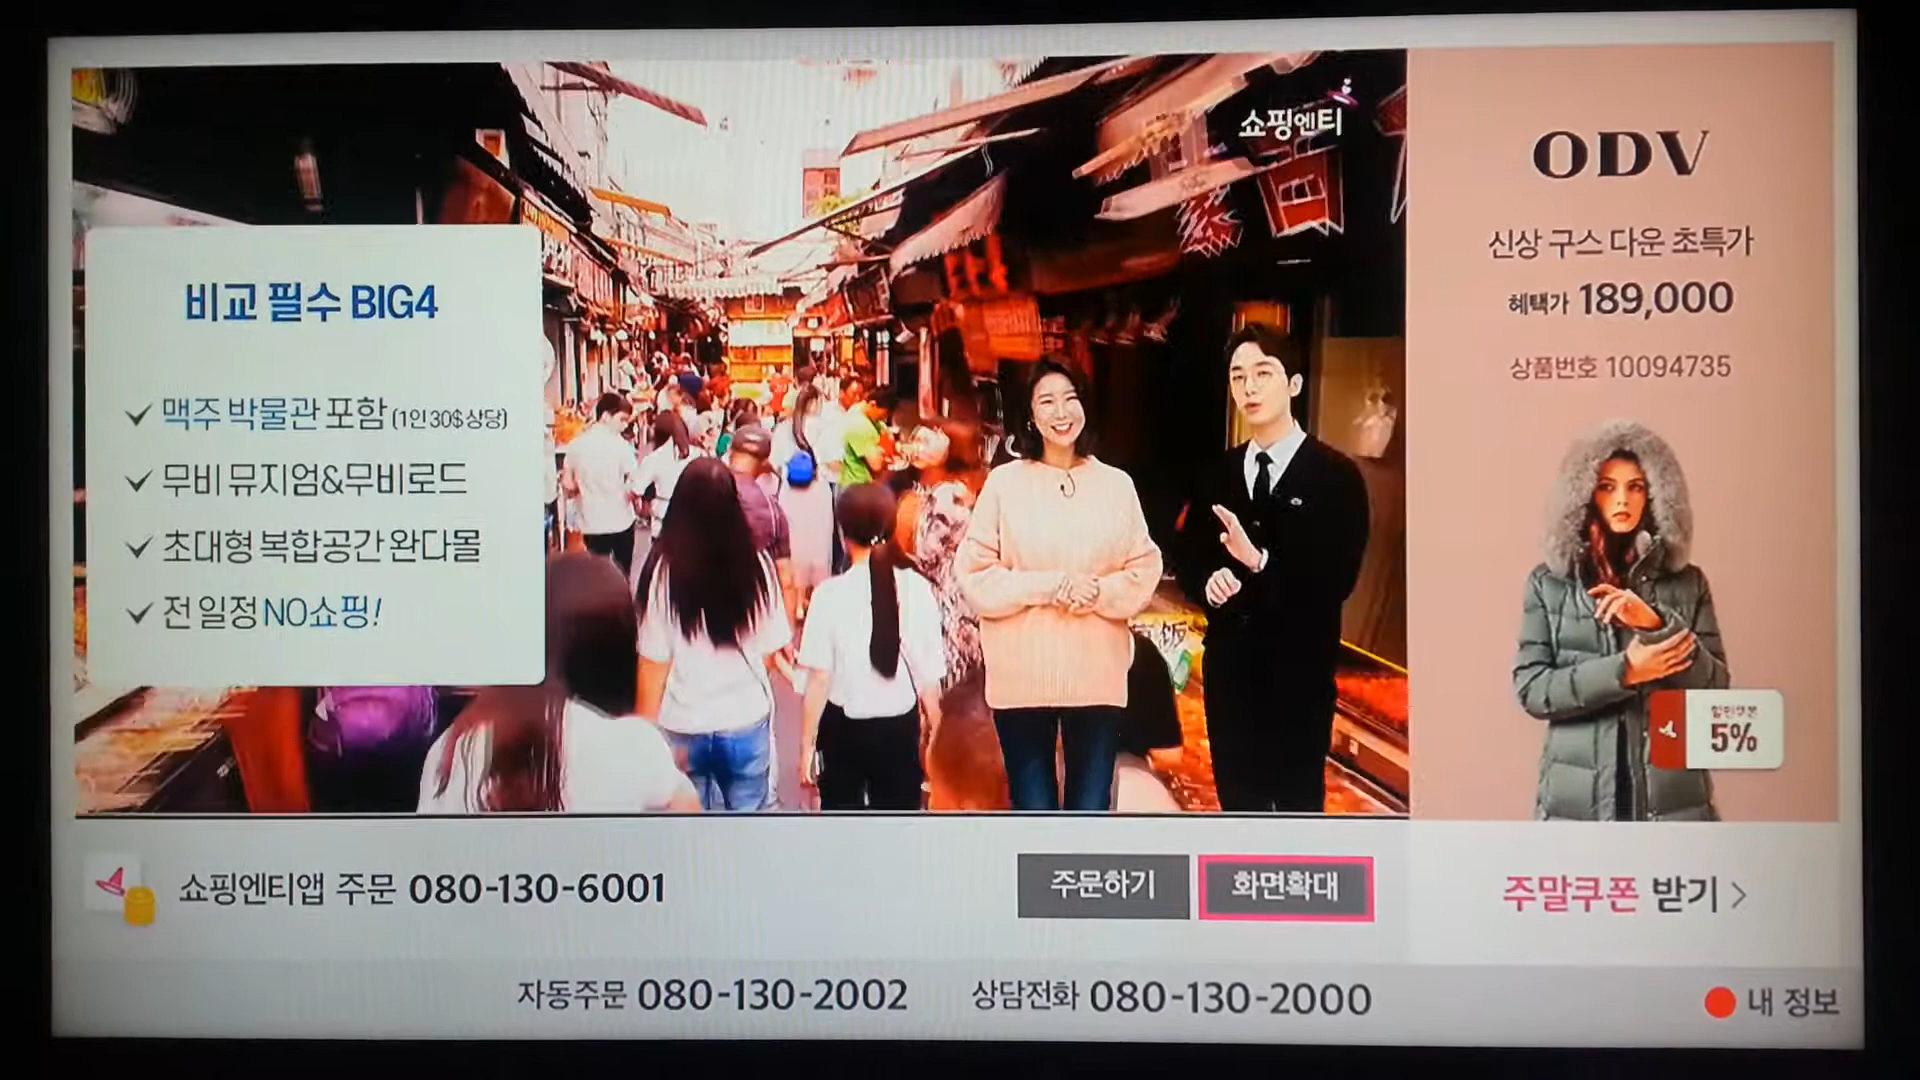 쇼핑엔티
비교 필수 BIG4
맥주 박물관 포함 (1인 30$ 상당)
무비 뮤지엄&무비로드
초대형 복합공간 완다몰
전 일정 NO쇼핑!
ODV
신상 구스 다운 초특가
혜택가 189,000
상품번호 10094735
할인쿠폰
5%
쇼핑엔티앱 주문 080-130-6001
주문하기
화면확대
주말쿠폰 받기 >
자동주문 080-130-2002
상담전화 080-130-2000
내 정보